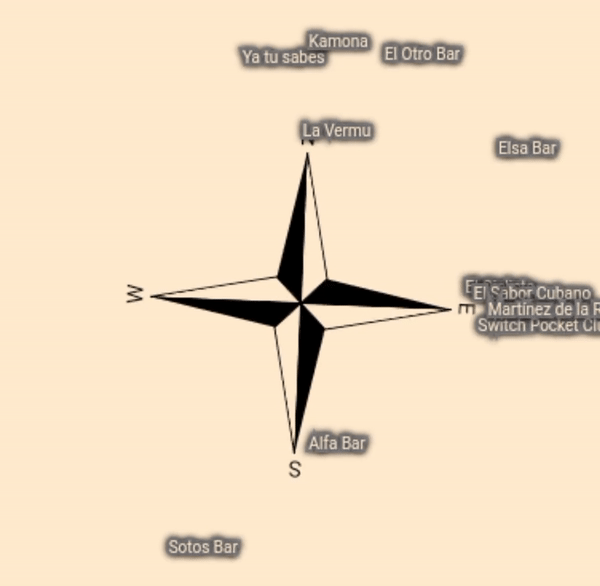 Kamona
Ya tu sabes
El Otro Bar
La Vermu
N
Elsa Bar
W
El Sabor Cubano
E
Martínez de la R
Switch Pocket Clu
Alfa Bar
S
Sotos Bar